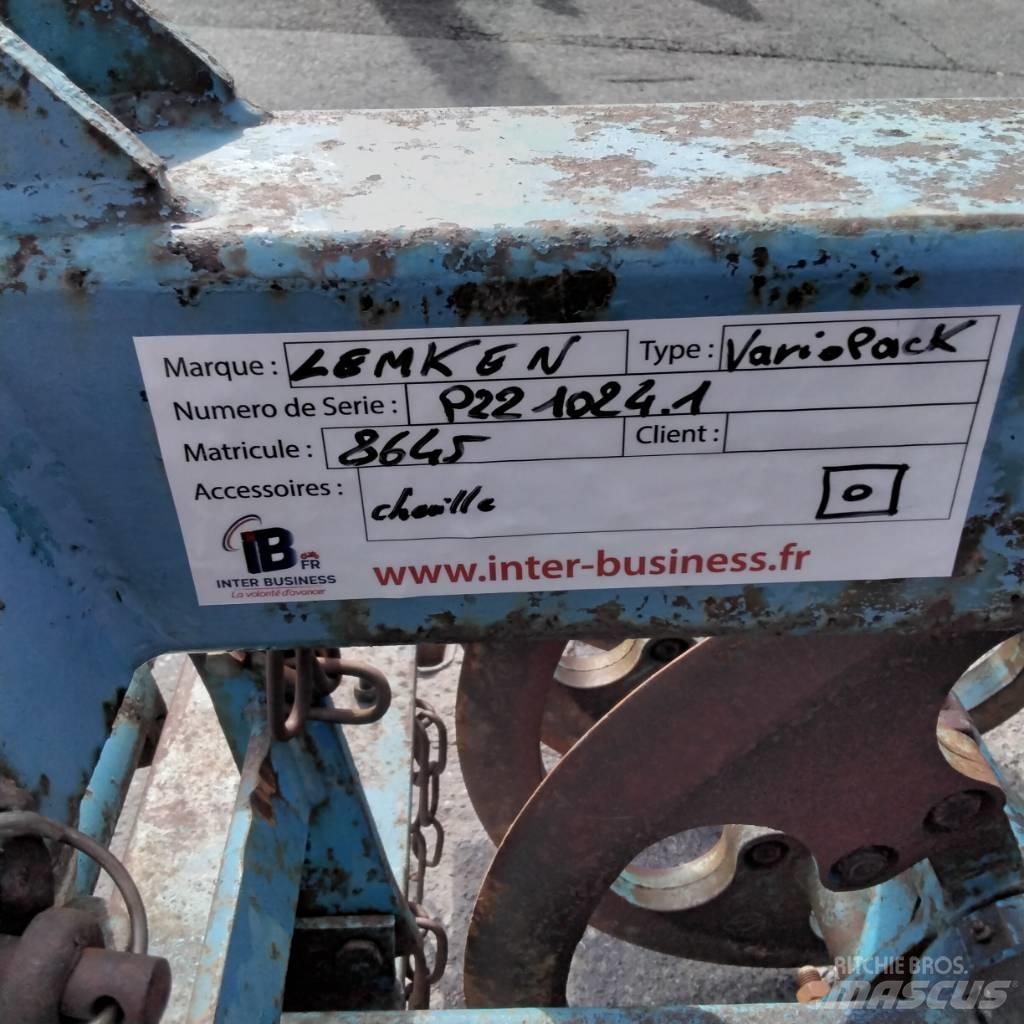 Marque : LEMKEN Type : VarioPack
Numero de Serie : P221024.1
Matricule : 8645 Client :
Accessoires : cheville
O
iB FR
INTER BUSINESS
La volonté d'avancer
www.inter-business.fr
RITCHIE BROS.
MASCUS